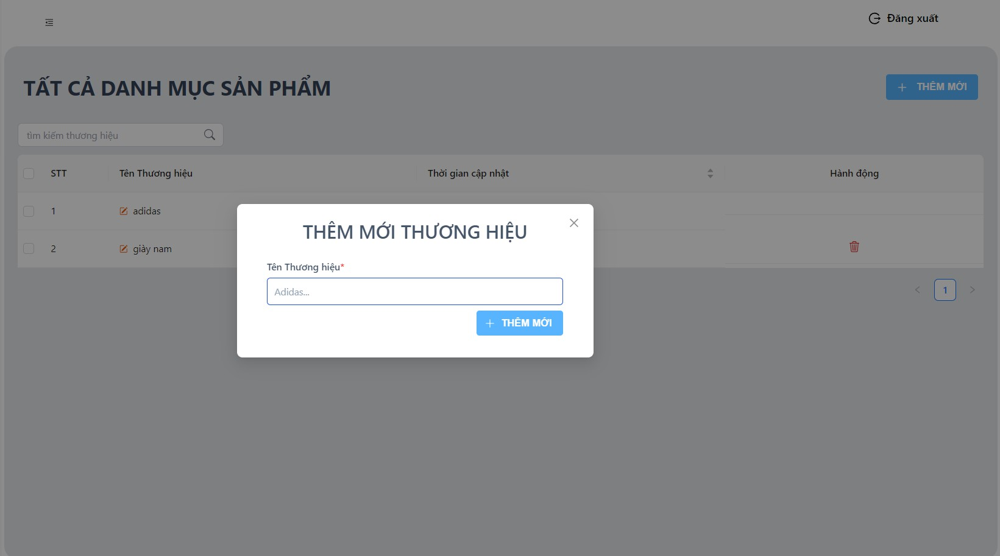 Đăng xuất
TẤT CẢ DANH MỤC SẢN PHẨM
THÊM MỚI
tìm kiếm thương hiệu
STT Tên Thương hiệu Thời gian cập nhật Hành động
1 adidas
2 giày nam
THÊM MỚI THƯƠNG HIỆU
Tên Thương hiệu*
Adidas...
THÊM MỚI
1